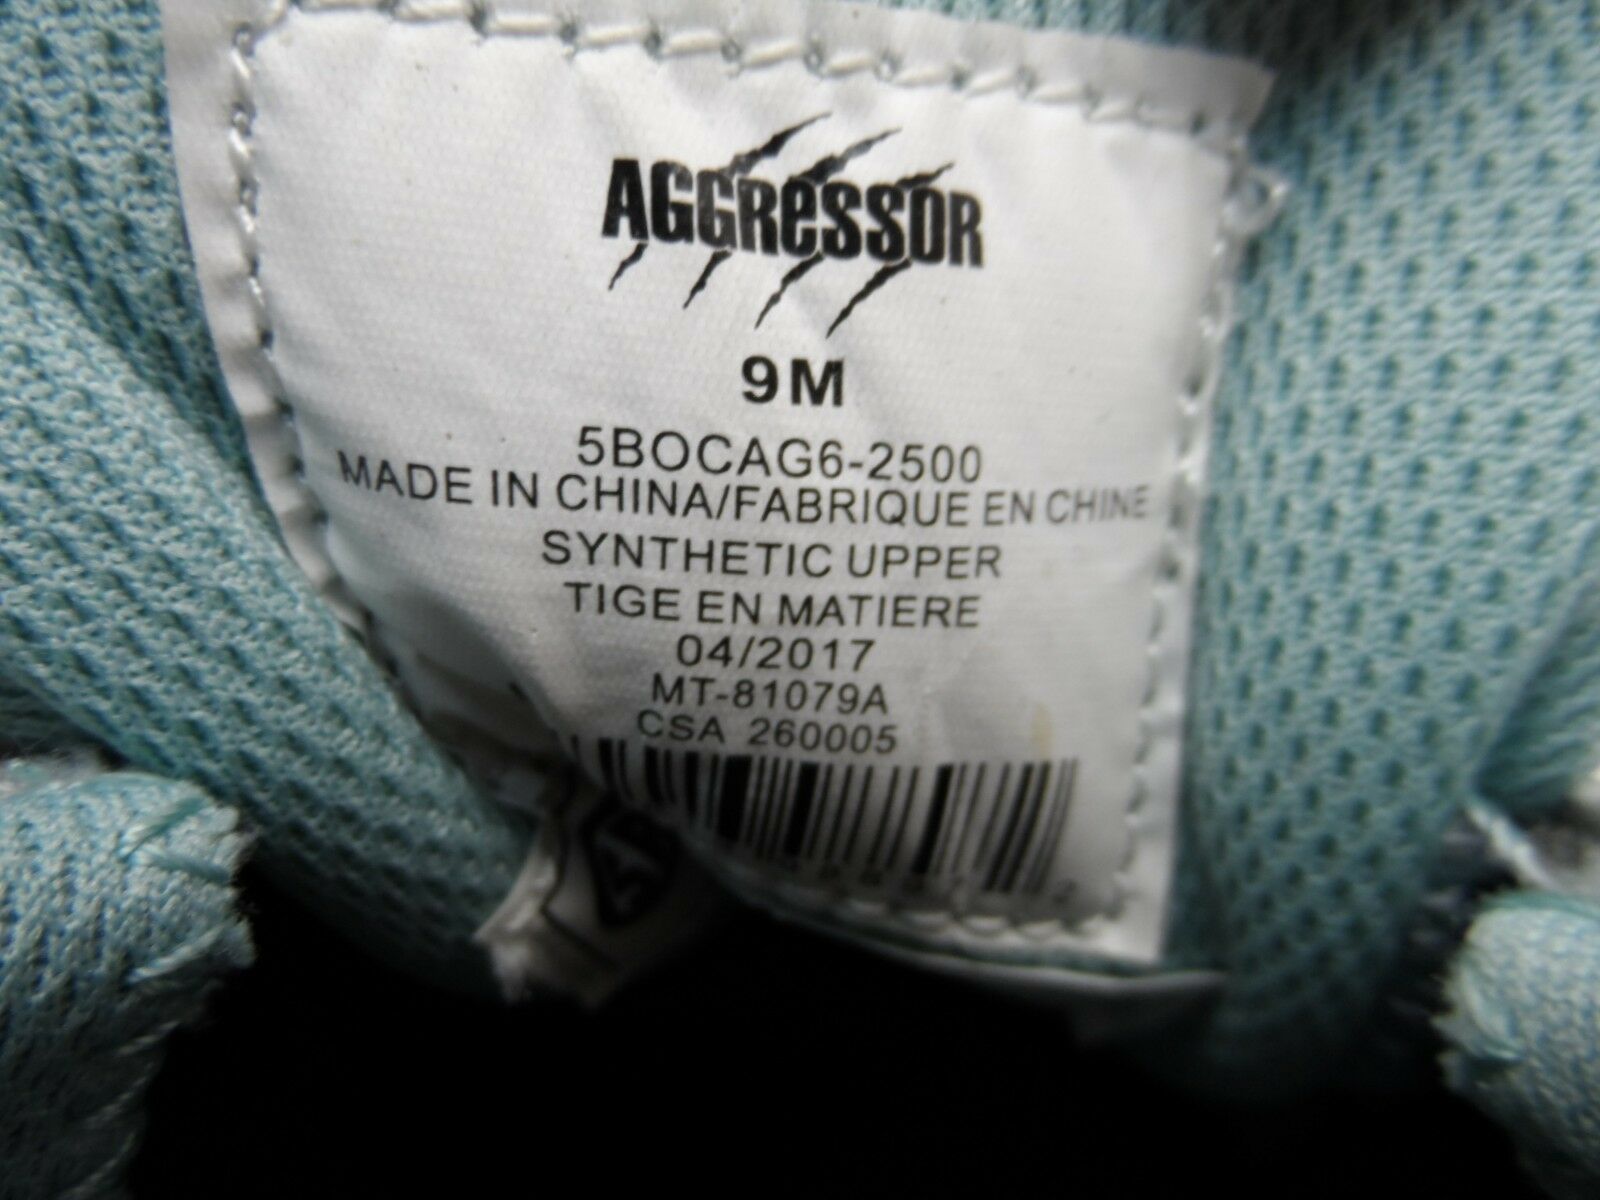 AGGReSSOR
9M
5BOCAG6-2500
MADE IN CHINA/FABRIQUE EN CHINE
SYNTHETIC UPPER
TIGE EN MATIERE
04/2017
MT-81079A
CSA 260005